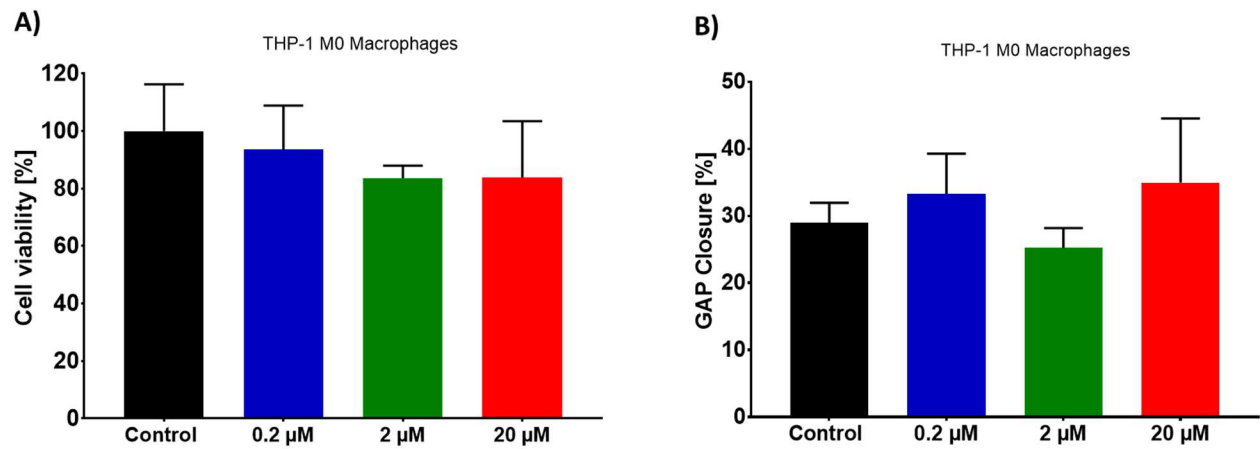 A)
THP-1 M0 Macrophages
Cell viability [%]
120
100
80
60
40
20
0
Control 0.2 µM 2 µM 20 µM
B)
THP-1 M0 Macrophages
GAP Closure [%]
50
40
30
20
10
0
Control 0.2 µM 2 µM 20 µM